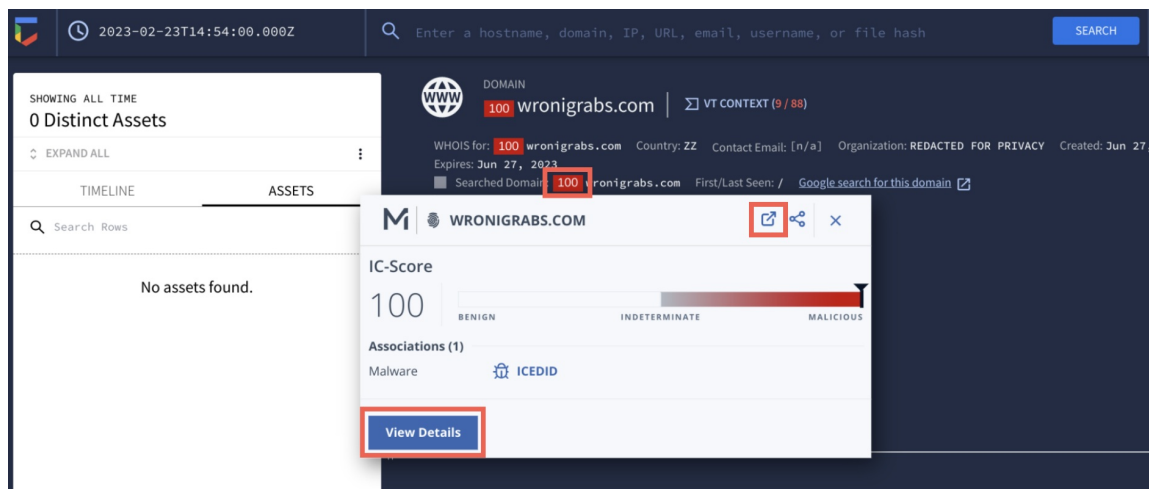 2023-02-23T14:54:00.000Z
Enter a hostname, domain, IP, URL, email, username, or file hash
SEARCH
SHOWING ALL TIME
0 Distinct Assets
EXPAND ALL
TIMELINE ASSETS
Search Rows
No assets found.
WWW
DOMAIN
100 wronigrabs.com
VT CONTEXT (9 / 88)
WHOIS for: 100 wronigrabs.com Country: ZZ Contact Email: [n/a] Organization: REDACTED FOR PRIVACY Created: Jun 27,
Expires: Jun 27, 2023
Searched Domain: 100 wronigrabs.com First/Last Seen: / Google search for this domain
M WRONIGRABS.COM
IC-Score
100
BENIGN INDETERMINATE MALICIOUS
Associations (1)
Malware ICEDID
View Details